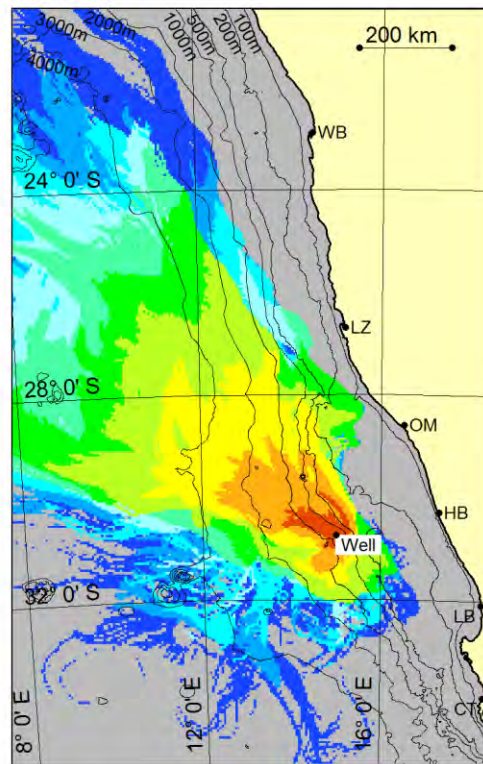 3000m
2000m
1000m
500m
200m
100m
4000m
200 km
WB
24° 0' S
LZ
28° 0' S
OM
HB
Well
32° 0' S
LB
CT
8° 0' E
12° 0' E
16° 0' E